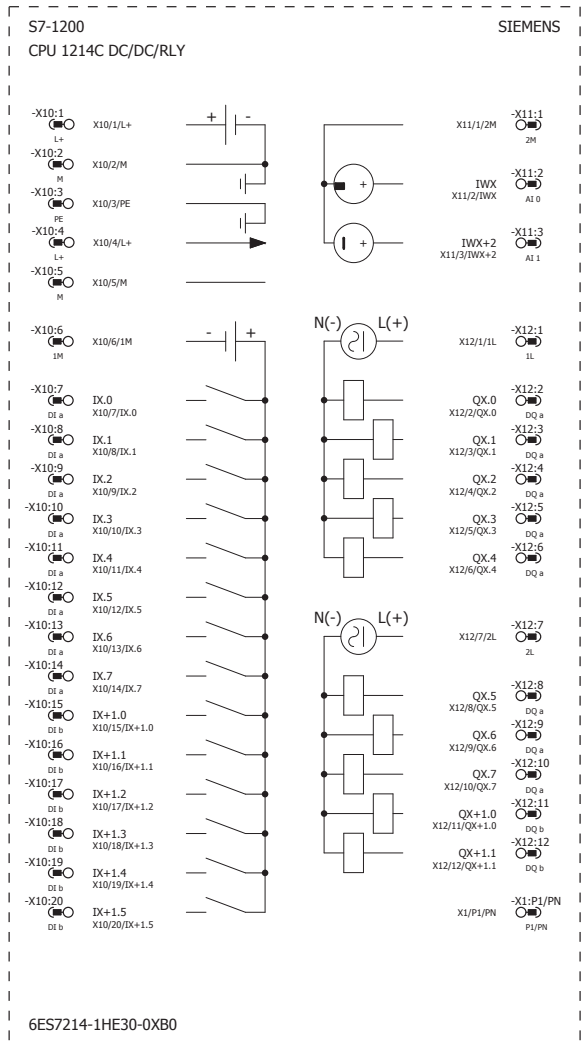 S7-1200 SIEMENS
CPU 1214C DC/DC/RLY
-X10:1
X10/1/L+
L+
+ -
-X10:2
X10/2/M
M
-X10:3
X10/3/PE
PE
-X10:4
X10/4/L+
L+
-X10:5
X10/5/M
M
-X10:6
X10/6/1M
1M
- +
-X10:7
IX.0
DI a
X10/7/IX.0
-X10:8
IX.1
DI a
X10/8/IX.1
-X10:9
IX.2
DI a
X10/9/IX.2
-X10:10
IX.3
DI a
X10/10/IX.3
-X10:11
IX.4
DI a
X10/11/IX.4
-X10:12
IX.5
DI a
X10/12/IX.5
-X10:13
IX.6
DI a
X10/13/IX.6
-X10:14
IX.7
DI a
X10/14/IX.7
-X10:15
IX+1.0
DI b
X10/15/IX+1.0
-X10:16
IX+1.1
DI b
X10/16/IX+1.1
-X10:17
IX+1.2
DI b
X10/17/IX+1.2
-X10:18
IX+1.3
DI b
X10/18/IX+1.3
-X10:19
IX+1.4
DI b
X10/19/IX+1.4
-X10:20
IX+1.5
DI b
X10/20/IX+1.5
-X11:1
X11/1/2M
2M
-X11:2
+
IWX
X11/2/IWX
AI 0
-X11:3
+
IWX+2
X11/3/IWX+2
AI 1
N(-) L(+)
-X12:1
X12/1/1L
1L
-X12:2
QX.0
X12/2/QX.0
DQ a
-X12:3
QX.1
X12/3/QX.1
DQ a
-X12:4
QX.2
X12/4/QX.2
DQ a
-X12:5
QX.3
X12/5/QX.3
DQ a
-X12:6
QX.4
X12/6/QX.4
DQ a
N(-) L(+)
-X12:7
X12/7/2L
2L
-X12:8
QX.5
X12/8/QX.5
DQ a
-X12:9
QX.6
X12/9/QX.6
DQ a
-X12:10
QX.7
X12/10/QX.7
DQ a
-X12:11
QX+1.0
X12/11/QX+1.0
DQ b
-X12:12
QX+1.1
X12/12/QX+1.1
DQ b
-X1:P1/PN
X1/P1/PN
P1/PN
6ES7214-1HE30-0XB0